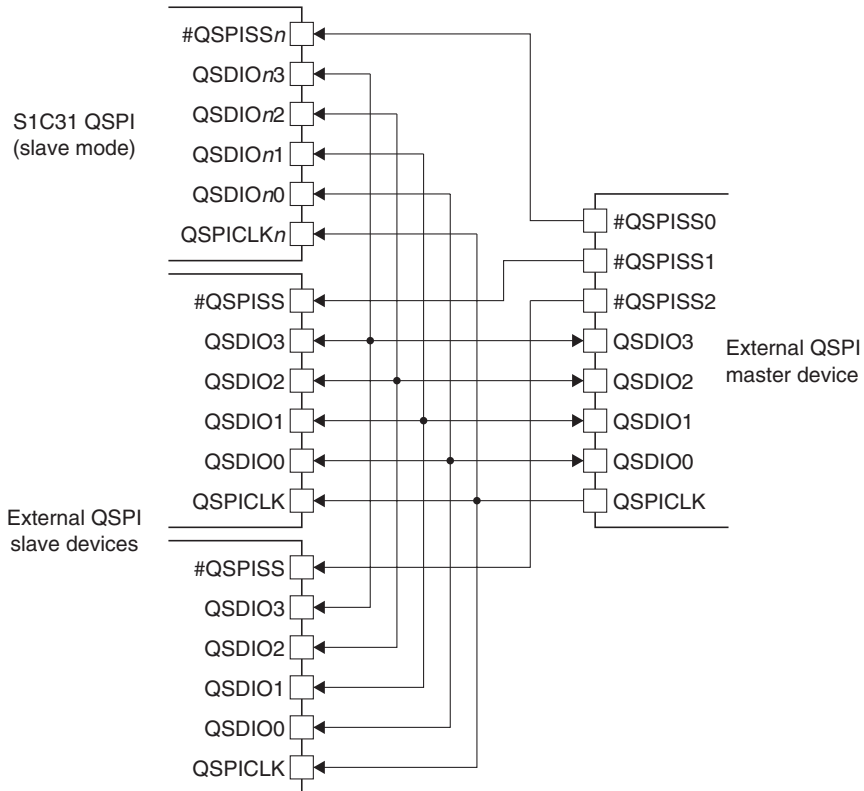 S1C31 QSPI
(slave mode)
#QSPISSn
QSDIOn3
QSDIOn2
QSDIOn1
QSDIOn0
QSPICLKn
External QSPI
slave devices
#QSPISS
QSDIO3
QSDIO2
QSDIO1
QSDIO0
QSPICLK
#QSPISS
QSDIO3
QSDIO2
QSDIO1
QSDIO0
QSPICLK
#QSPISS0
#QSPISS1
#QSPISS2
QSDIO3
QSDIO2
QSDIO1
QSDIO0
QSPICLK
External QSPI
master device